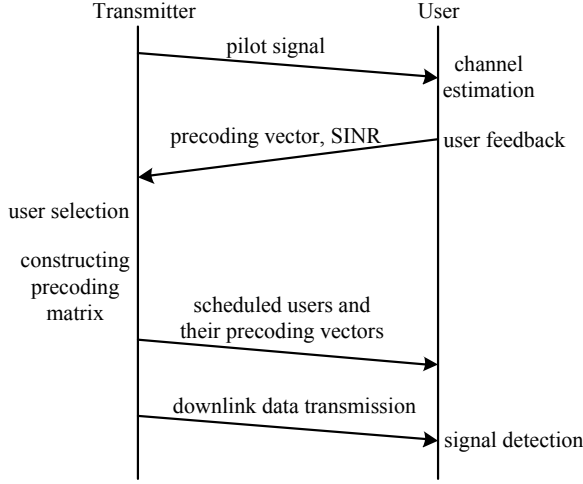 Transmitter
User
pilot signal
channel
estimation
precoding vector, SINR
user feedback
user selection
constructing
precoding
matrix
scheduled users and
their precoding vectors
downlink data transmission
signal detection